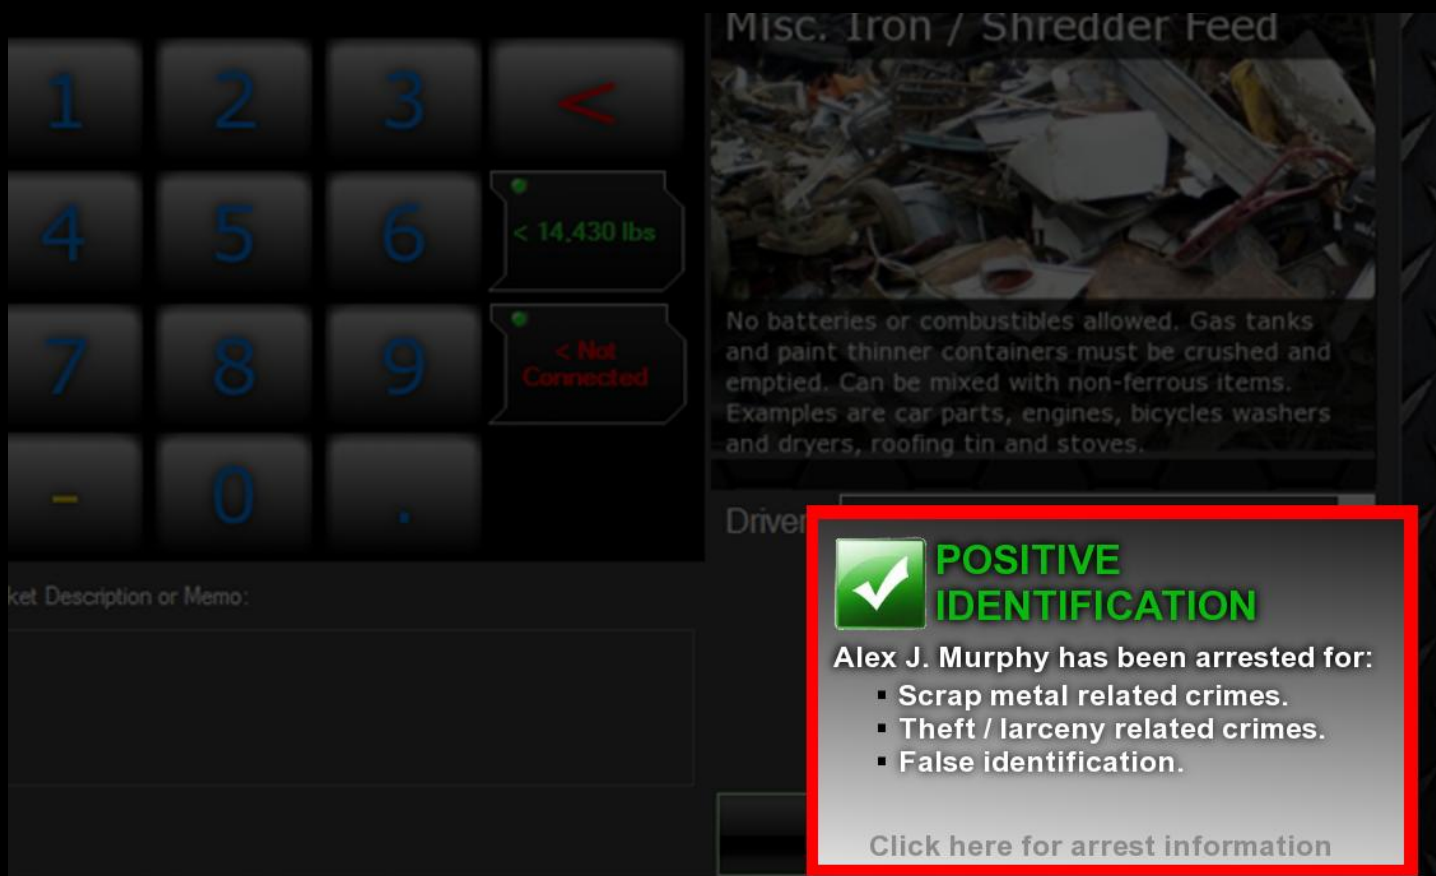 Misc. Iron / Shredder Feed
1 2 3 <
4 5 6 < 14,430 lbs
7 8 9 < Not
Connected
- 0 .
No batteries or combustibles allowed. Gas tanks
and paint thinner containers must be crushed and
emptied. Can be mixed with non-ferrous items.
Examples are car parts, engines, bicycles washers
and dryers, roofing tin and stoves.
Driver
ket Description or Memo:
POSITIVE
IDENTIFICATION
Alex J. Murphy has been arrested for:
▪ Scrap metal related crimes.
▪ Theft / larceny related crimes.
▪ False identification.
Click here for arrest information